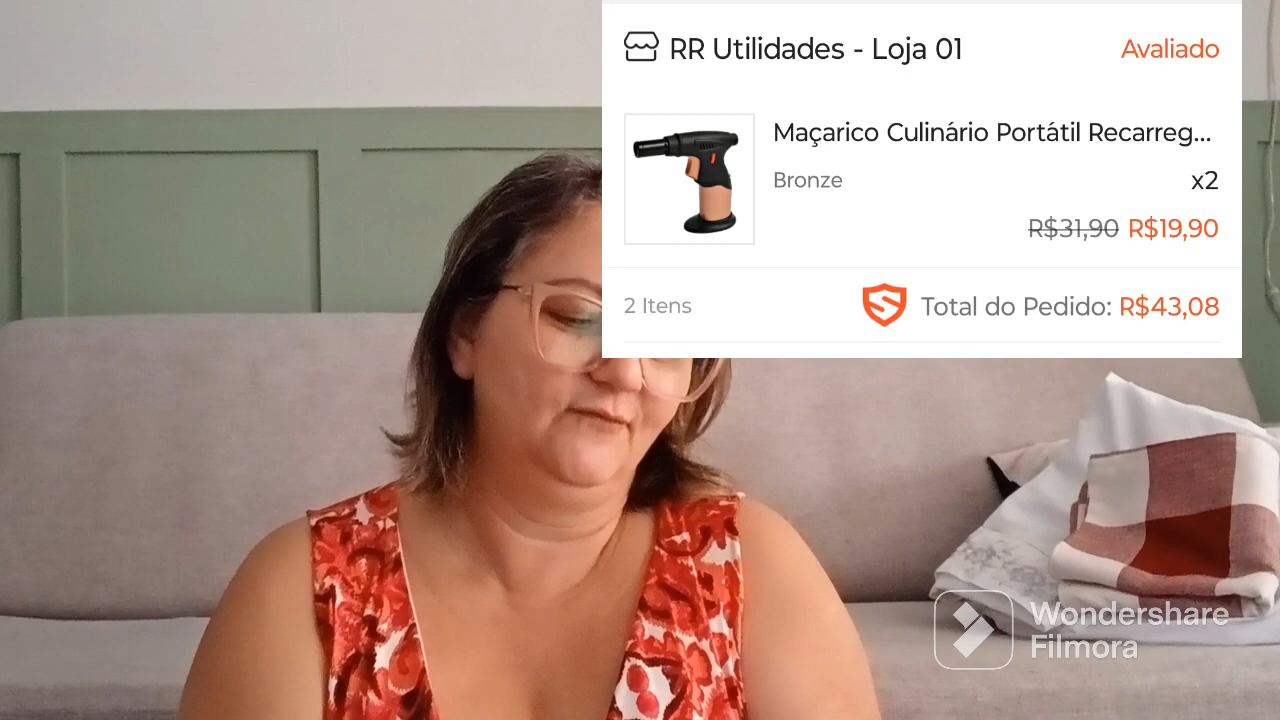 RR Utilidades - Loja 01
Avaliado
Maçarico Culinário Portátil Recarreg...
Bronze
x2
R$31,90 R$19,90
2 Itens
Total do Pedido: R$43,08
Wondershare
Filmora